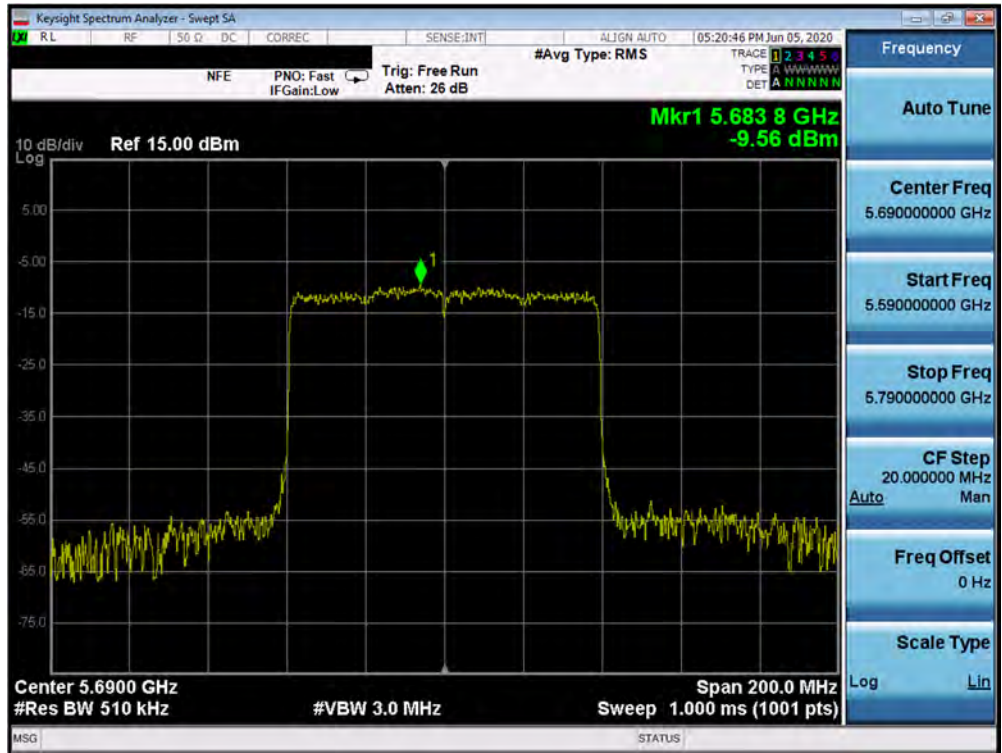 Keysight Spectrum Analyzer - Swept SA
LXI RL RF 50 Ω DC CORREC SENSE:INT ALIGN AUTO 05:20:46 PM Jun 05, 2020
NFE PNO: Fast Trig: Free Run #Avg Type: RMS TRACE 1 2 3 4 5 6
IFGain:Low Atten: 26 dB TYPE A WWWWW
DET A N N N N N
Mkr1 5.683 8 GHz
-9.56 dBm
10 dB/div Ref 15.00 dBm
Log
1
5.00
-5.00
-15.0
-25.0
-35.0
-45.0
-55.0
-65.0
-75.0
Center 5.6900 GHz Span 200.0 MHz
#Res BW 510 kHz #VBW 3.0 MHz Sweep 1.000 ms (1001 pts)
MSG STATUS
Frequency
Auto Tune
Center Freq
5.690000000 GHz
Start Freq
5.590000000 GHz
Stop Freq
5.790000000 GHz
CF Step
20.000000 MHz
Auto Man
Freq Offset
0 Hz
Scale Type
Log Lin